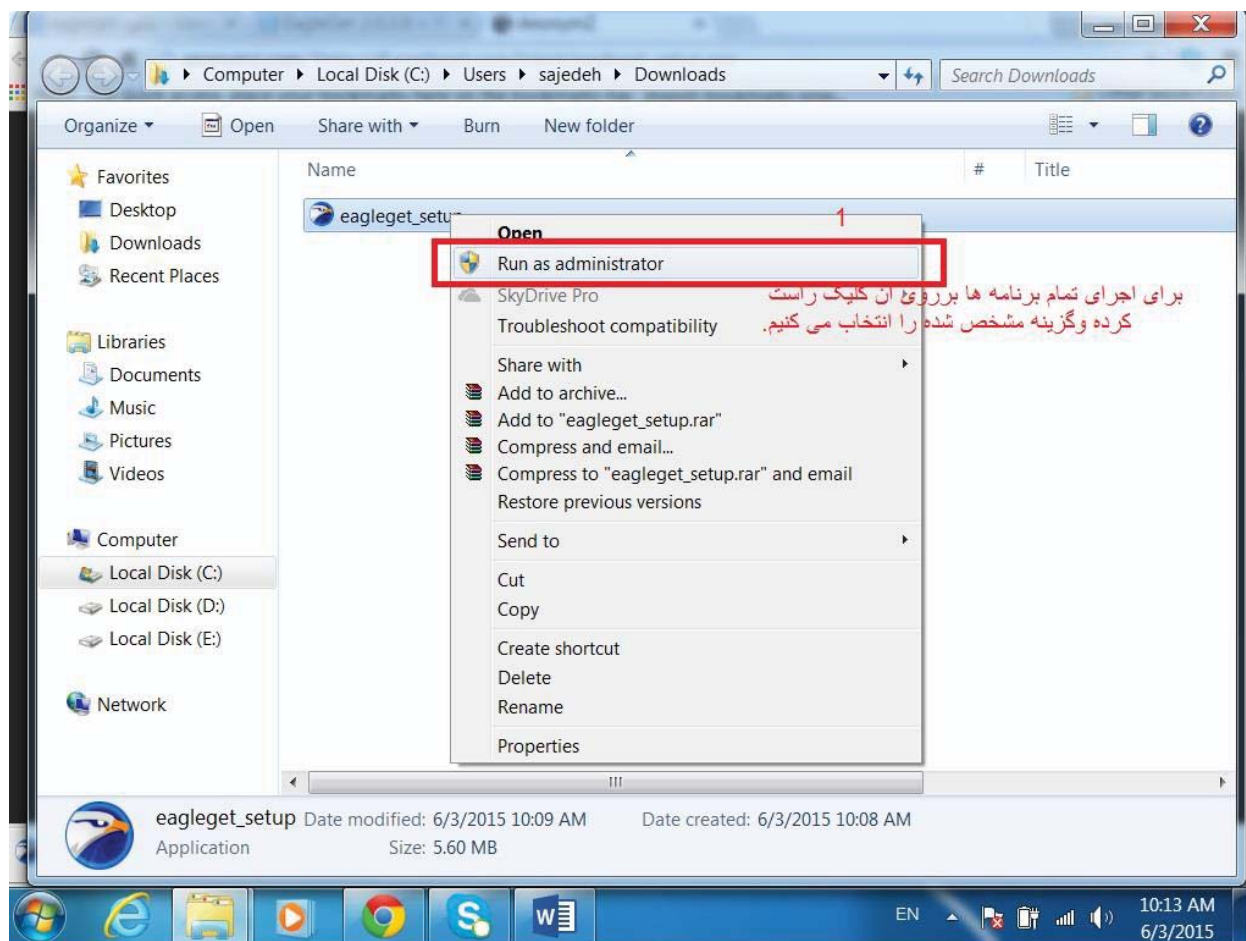 Computer ▸ Local Disk (C:) ▸ Users ▸ sajedeh ▸ Downloads
Search Downloads
Organize Open Share with Burn New folder
Favorites
Desktop
Downloads
Recent Places
Libraries
Documents
Music
Pictures
Videos
Computer
Local Disk (C:)
Local Disk (D:)
Local Disk (E:)
Network
Name # Title
eagleget_setup
1
Open
Run as administrator
SkyDrive Pro
Troubleshoot compatibility
Share with
Add to archive...
Add to "eagleget_setup.rar"
Compress and email...
Compress to "eagleget_setup.rar" and email
Restore previous versions
Send to
Cut
Copy
Create shortcut
Delete
Rename
Properties
برای اجرای تمام برنامه ها برروی ان کلیک راست
کرده وگزینه مشخص شده را انتخاب می کنیم.
eagleget_setup Date modified: 6/3/2015 10:09 AM Date created: 6/3/2015 10:08 AM
Application Size: 5.60 MB
EN
10:13 AM
6/3/2015